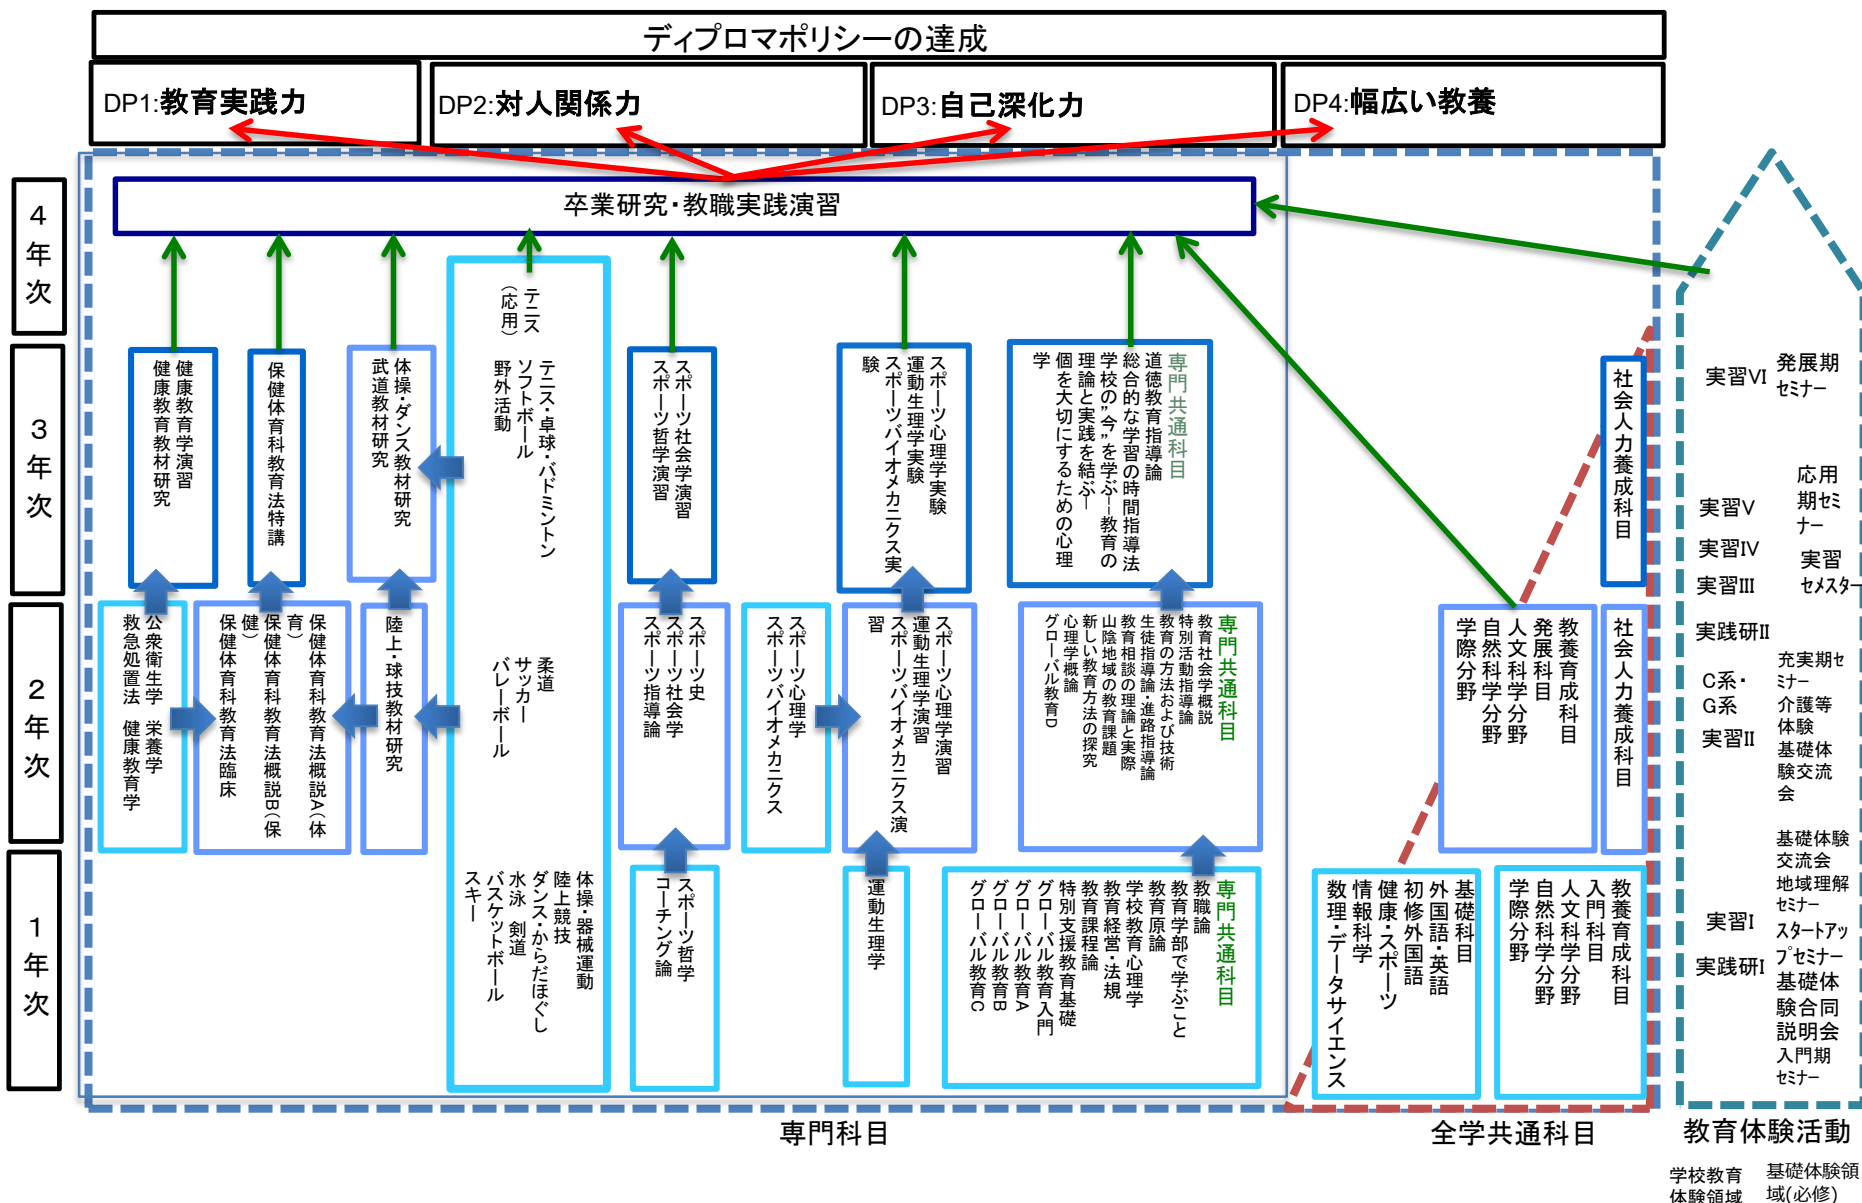 ディプロマポリシーの達成
DP1:教育実践力
DP2:対人関係力
DP3:自己深化力
DP4:幅広い教養
4年次
卒業研究・教職実践演習
3年次
健康教育学演習
健康教育教材研究
保健体育科教育法特講
体操・ダンス教材研究
武道教材研究
テニス
（応用）
テニス・卓球・バドミントン
ソフトボール
野外活動
スポーツ社会学演習
スポーツ哲学演習
スポーツ心理学実験
運動生理学実験
スポーツバイオメカニクス実
験
専門共通科目
道徳教育指導論
総合的な学習の時間指導法
学校の”今”を学ぶ―教育の
理論と実践を結ぶ―
個を大切にするための心理
学
社会人力養成科目
2年次
公衆衛生学　栄養学
救急処置法　健康教育学
保健体育科教育法概説A（体
育）
保健体育科教育法概説B（保
健）
保健体育科教育法臨床
陸上・球技教材研究
柔道
サッカー
バレーボール
スポーツ史
スポーツ社会学
スポーツ指導論
スポーツ心理学
スポーツバイオメカニクス
スポーツ心理学演習
運動生理学演習
スポーツバイオメカニクス演
習
専門共通科目
教育社会学概説
特別活動指導論
教育の方法および技術
生徒指導論・進路指導論
教育相談の理論と実際
山陰地域の教育課題
新しい教育方法の探究
心理学概論
グローバル教育D
教養育成科目
発展科目
人文科学分野
自然科学分野
学際分野
社会人力養成科目
1年次
体操・器械運動
陸上競技
ダンス・からだほぐし
水泳　剣道
バスケットボール
スキー
スポーツ哲学
コーチング論
運動生理学
専門共通科目
教職論
教育学部で学ぶこと
教育原論
学校教育心理学
教育経営・法規
教育課程論
特別支援教育基礎
グローバル教育入門
グローバル教育A
グローバル教育B
グローバル教育C
基礎科目
外国語・英語
初修外国語
健康・スポーツ
情報科学
数理・データサイエンス
教養育成科目
入門科目
人文科学分野
自然科学分野
学際分野
実習VI
発展期
セミナー
実習V
応用
期セミ
ナー
実習IV
実習III
実習
セメスター
実践研II
C系・
G系
実習II
充実期セ
ミナー
介護等
体験
基礎体
験交流
会
実習I
実践研I
基礎体験
交流会
地域理解
セミナー
スタートアッ
プセミナー
基礎体
験合同
説明会
入門期
セミナー
専門科目
全学共通科目
教育体験活動
学校教育
体験領域
基礎体験領
域(必修)